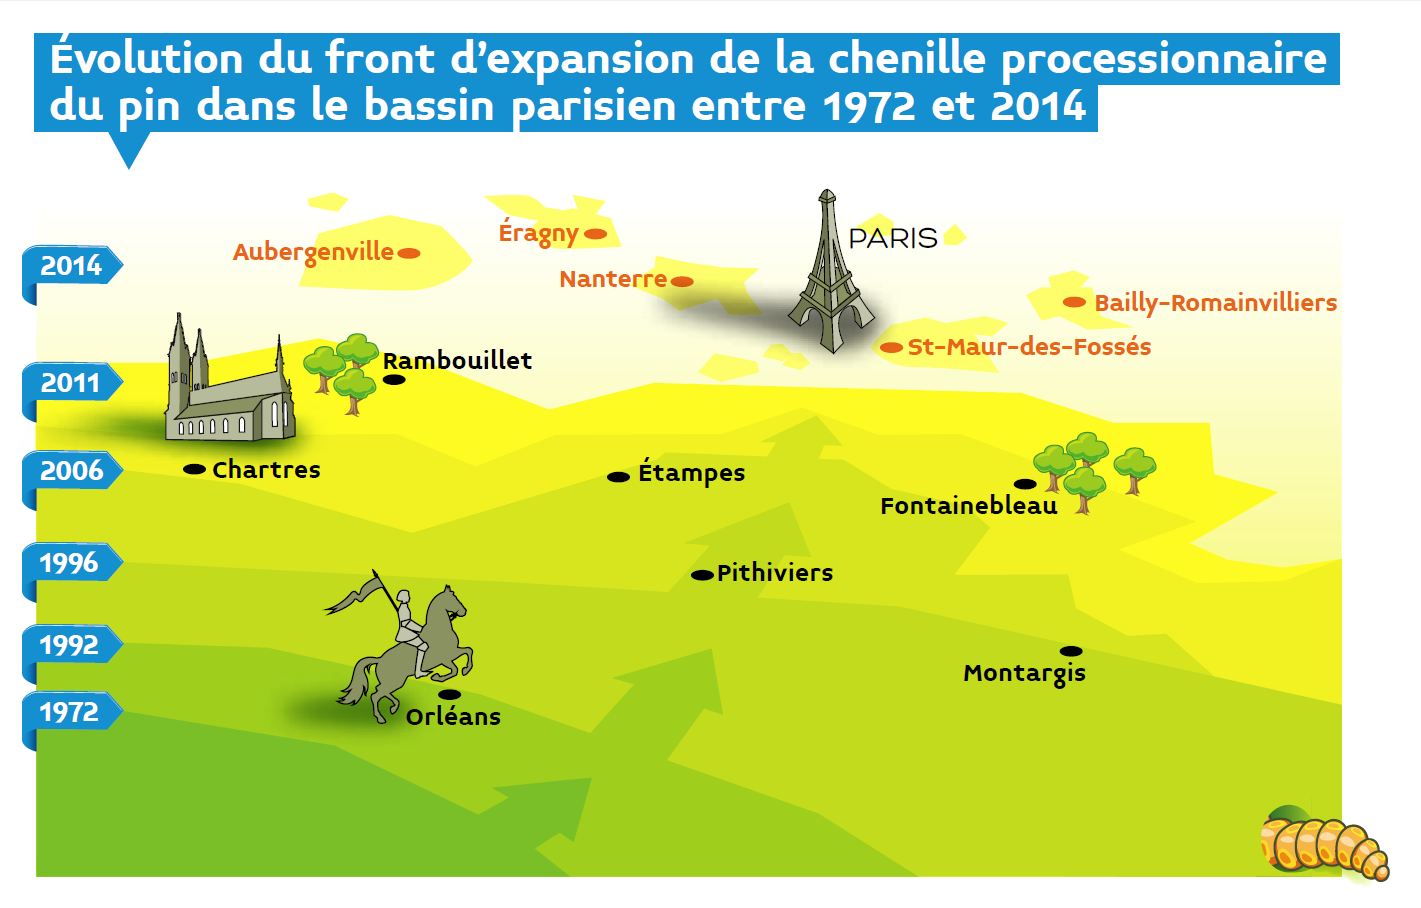 Évolution du front d'expansion de la chenille processionnaire
du pin dans le bassin parisien entre 1972 et 2014
PARIS
Éragny
Aubergenville
2014
Nanterre
Bailly-Romainvilliers
St-Maur-des-Fossés
Rambouillet
2011
Chartres
2006
Étampes
Fontainebleau
1996
Pithiviers
1992
Montargis
1972
Orléans